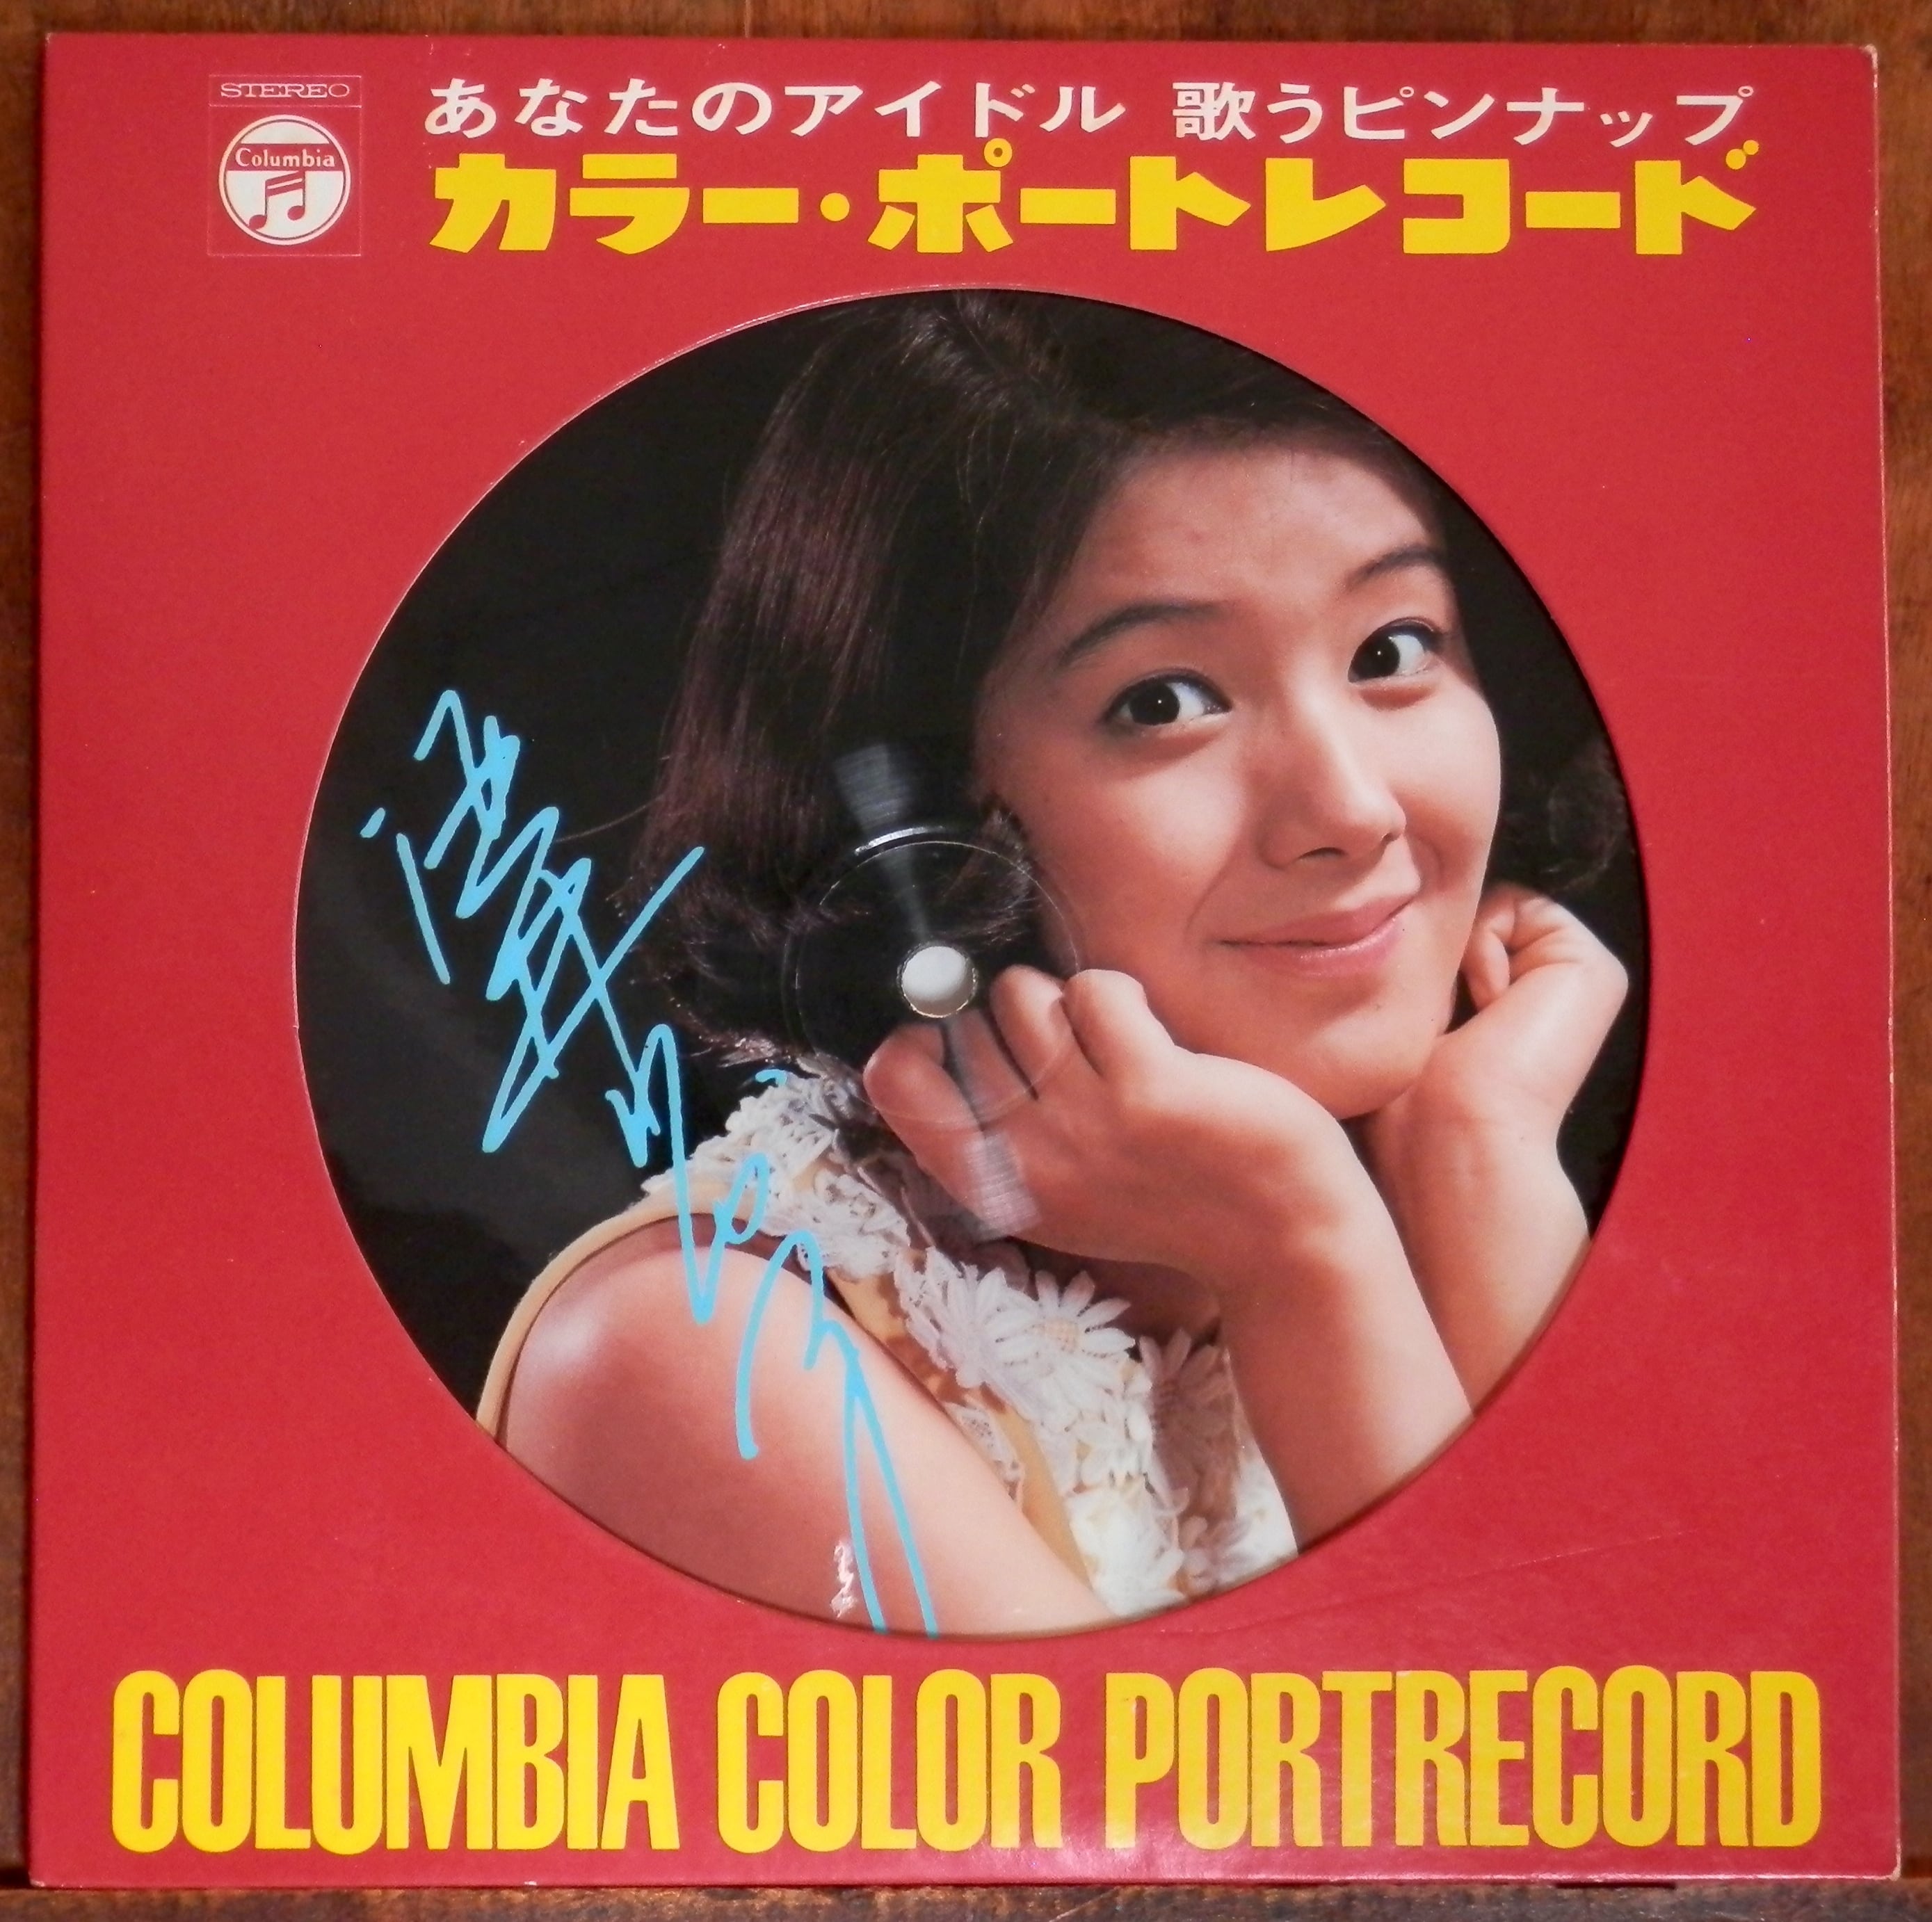 STEREO
Columbia
あなたのアイドル 歌うピンナップ
カラー・ポートレコード
COLUMBIA COLOR PORTRECORD